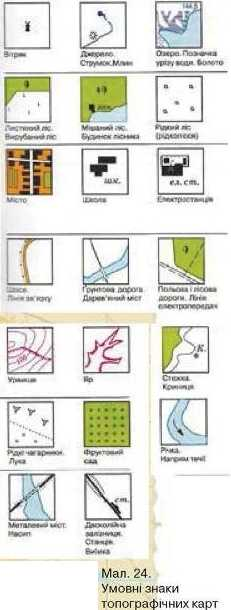 144,5
Вітряк
Джерело.
Струмок.Млин
Озеро. Позначка
урізу води. Болото
Листяний ліс.
Вирубаний ліс
Мішаний ліс.
Будинок лісника
Рідкий ліс
(рідколісся)
шк.
ел. ст.
Місто
Школа
Електростанція
Шосе.
Лінія зв'язку
Ґрунтова дорога.
Дерев'яний міст
Польова і лісова
дороги. Лінія
електропередач
К.
Урвище
Яр
Стежка.
Криниця
Рідкі чагарники.
Лука
Фруктовий
сад
Річка.
Напрям течії
ст.
Металевий міст.
Насип
Двоколійна
залізниця.
Станція.
Виїмка
Мал. 24.
Умовні знаки
топографічних карт